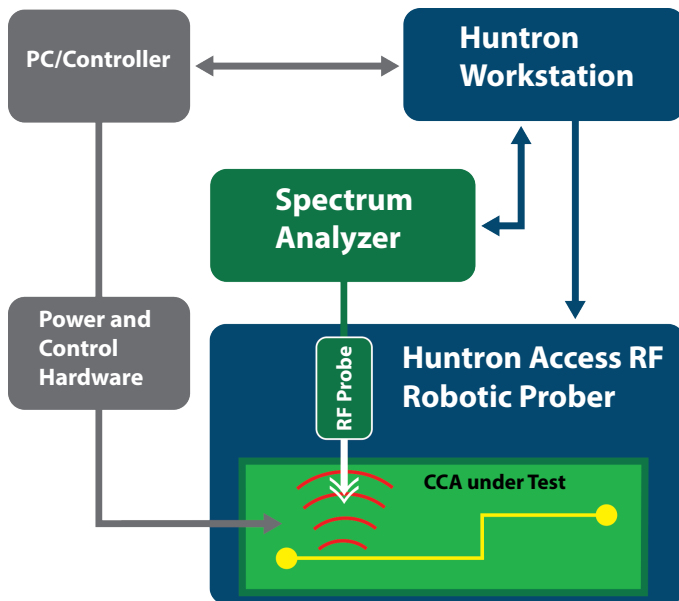 PC/Controller
Huntron
Workstation
Spectrum
Analyzer
Power and
Control
Hardware
RF Probe
Huntron Access RF
Robotic Prober
CCA under Test